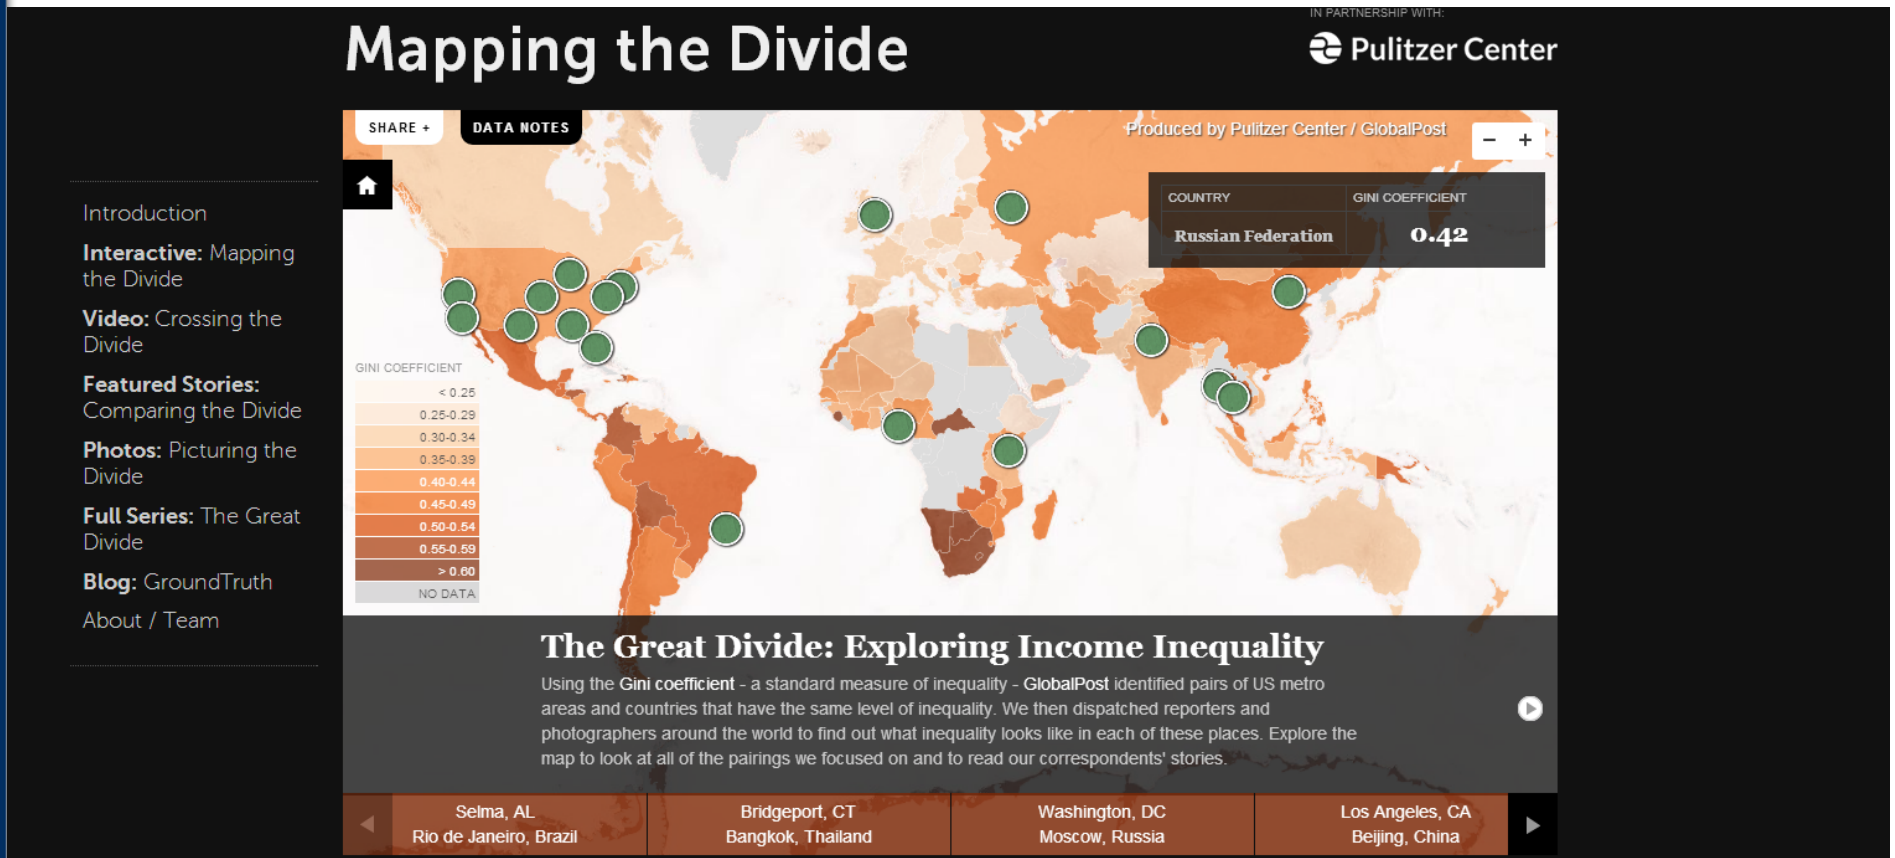 IN PARTNERSHIP WITH:
Mapping the Divide
Pulitzer Center
SHARE +
DATA NOTES
Produced by Pulitzer Center / GlobalPost
− +
COUNTRY
GINI COEFFICIENT
Russian Federation
0.42
Introduction
Interactive: Mapping
the Divide
Video: Crossing the
Divide
Featured Stories:
Comparing the Divide
Photos: Picturing the
Divide
Full Series: The Great
Divide
Blog: GroundTruth
About / Team
GINI COEFFICIENT
< 0.25
0.25-0.29
0.30-0.34
0.35-0.39
0.40-0.44
0.45-0.49
0.50-0.54
0.55-0.59
> 0.60
NO DATA
The Great Divide: Exploring Income Inequality
Using the Gini coefficient - a standard measure of inequality - GlobalPost identified pairs of US metro
areas and countries that have the same level of inequality. We then dispatched reporters and
photographers around the world to find out what inequality looks like in each of these places. Explore the
map to look at all of the pairings we focused on and to read our correspondents' stories.
Selma, AL
Rio de Janeiro, Brazil
Bridgeport, CT
Bangkok, Thailand
Washington, DC
Moscow, Russia
Los Angeles, CA
Beijing, China